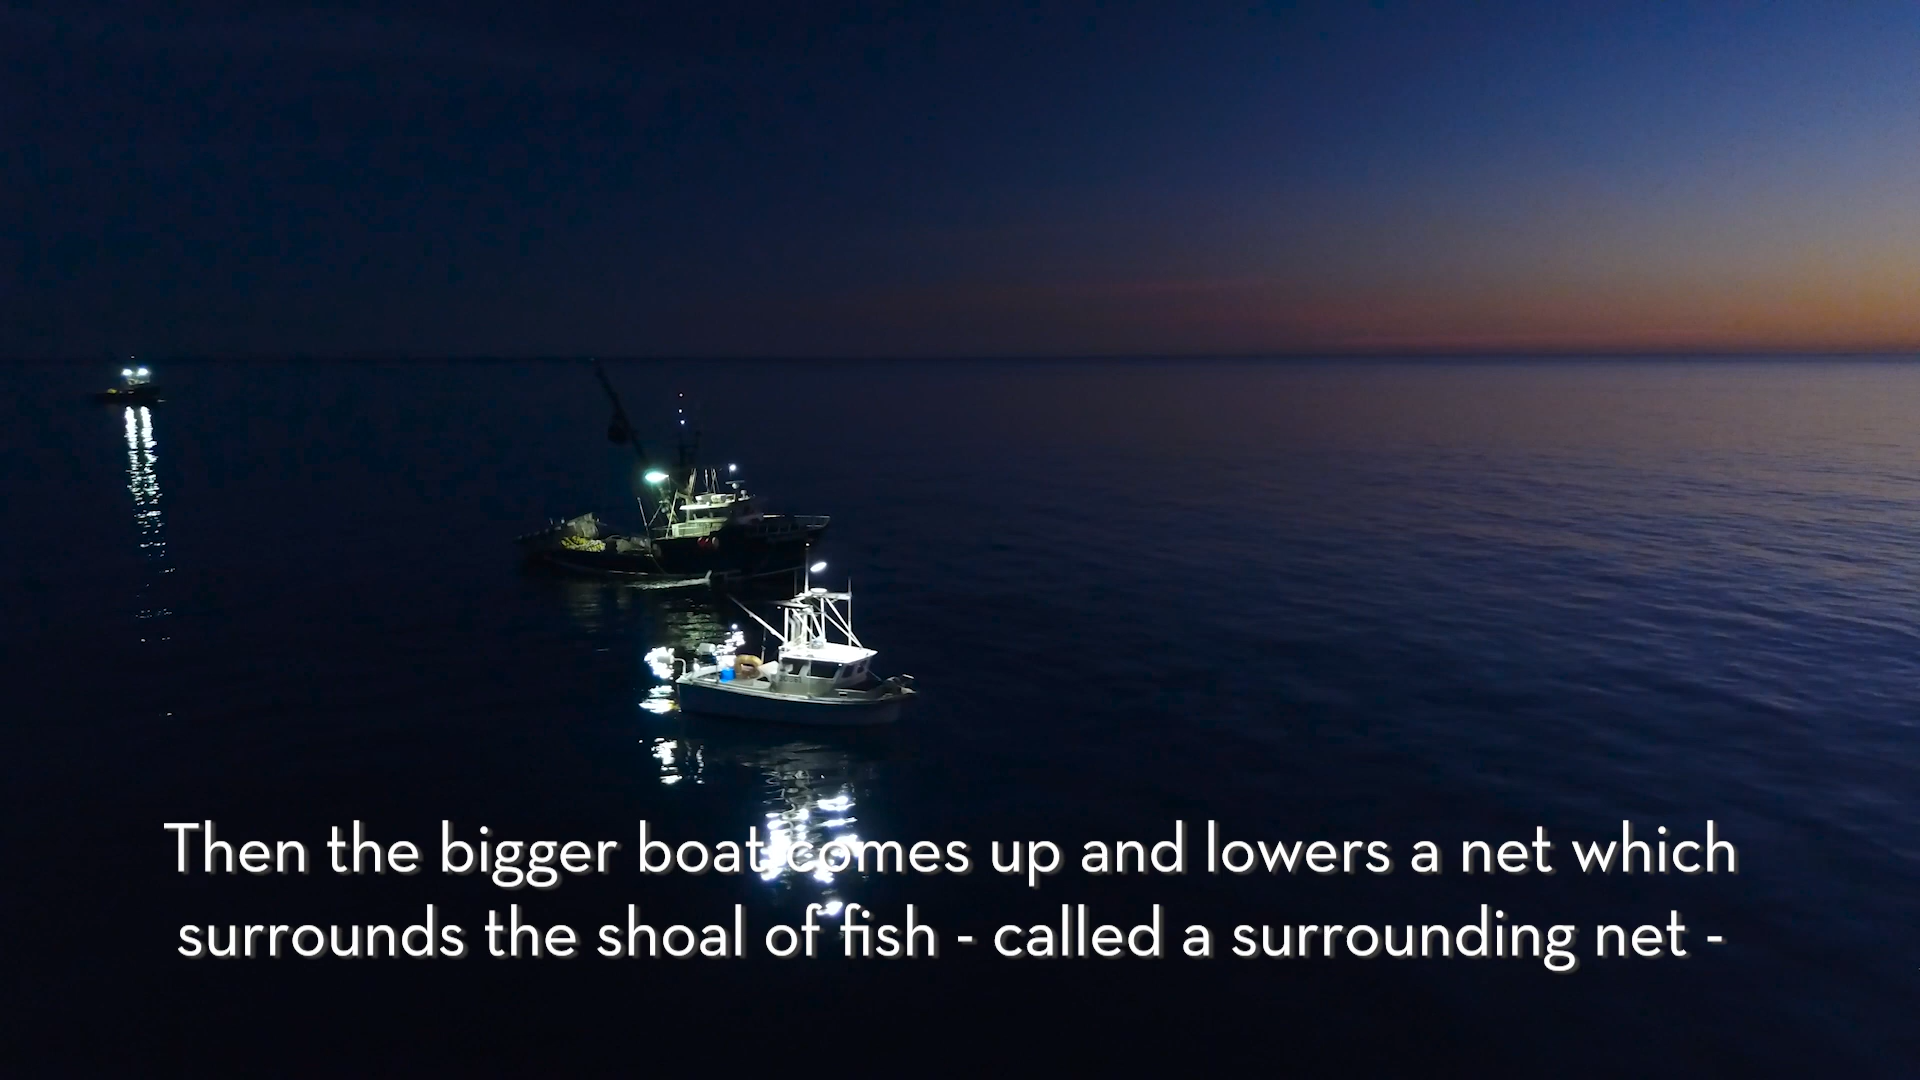 Then the bigger boat comes up and lowers a net which
surrounds the shoal of fish - called a surrounding net -